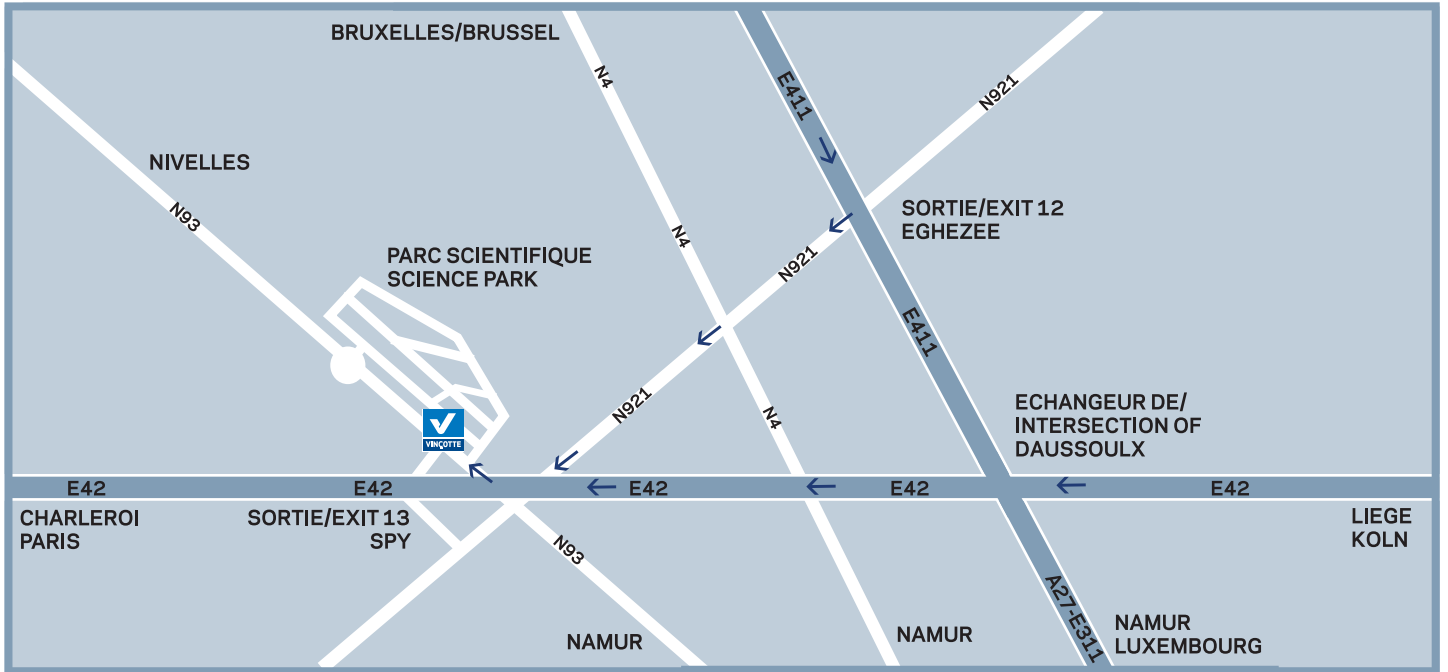 BRUXELLES/BRUSSEL
N4
E411
N921
NIVELLES
N93
SORTIE/EXIT 12
EGHEZEE
N4
PARC SCIENTIFIQUE
SCIENCE PARK
N921
E411
N921
N4
ECHANGEUR DE/
INTERSECTION OF
DAUSSOULX
VINÇOTTE
E42
E42
E42
E42
E42
CHARLEROI
PARIS
SORTIE/EXIT 13
SPY
LIEGE
KOLN
N93
A27-E311
NAMUR
NAMUR
NAMUR
LUXEMBOURG